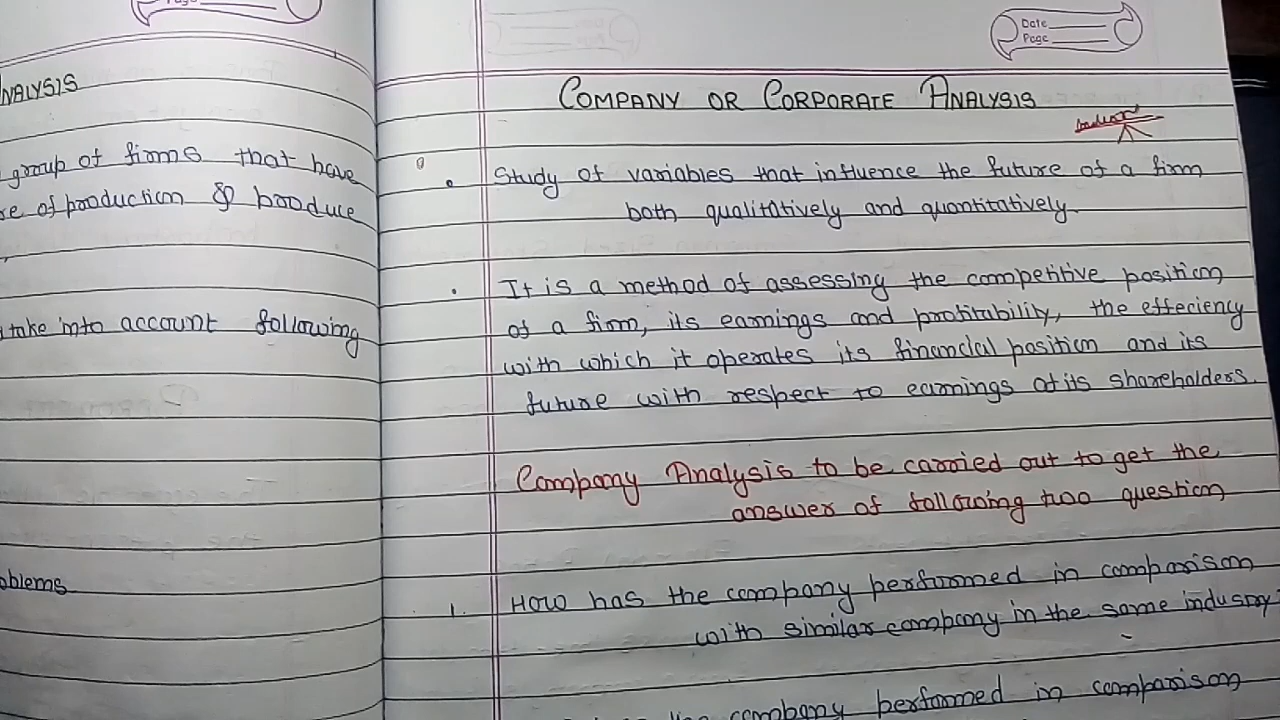 Page
NALYSIS
group of firms that have
re of production & produce
take into account following
oblems
Date
Page
COMPANY OR CORPORATE ANALYSIS
Study of variables that influence the future of a firm
both qualitatively and quantitatively
It is a method of assessing the competitive position
of a firm, its earnings and profitability, the effeciency
with which it operates its financial position and its
future with respect to earnings of its shareholders.
Company Analysis to be carried out to get the
answer of following two question
1. How has the company performed in comparison
with similar company in the same industry
company performed in comparison